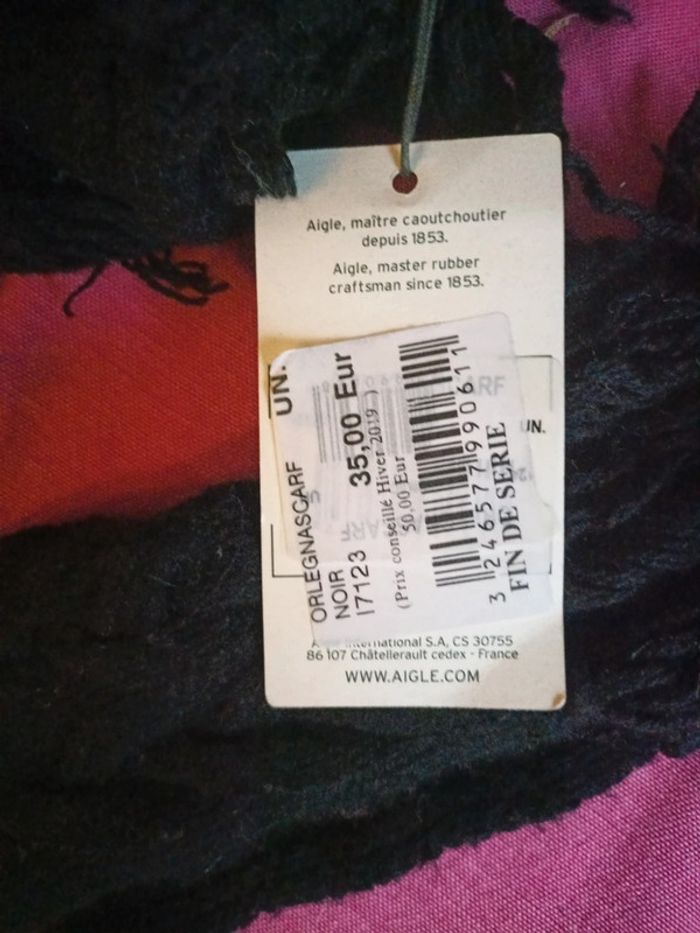 Aigle, maître caoutchoutier
depuis 1853.
Aigle, master rubber
craftsman since 1853.
UN.
ORLEGNASCARF
NOIR
I7123 35,00 Eur
(Prix conseillé Hiver 2019 )
50,00 Eur
3 246577 990611
FIN DE SERIE
ARF
UN.
International S.A, CS 30755
86 107 Châtellerault cedex - France
WWW.AIGLE.COM